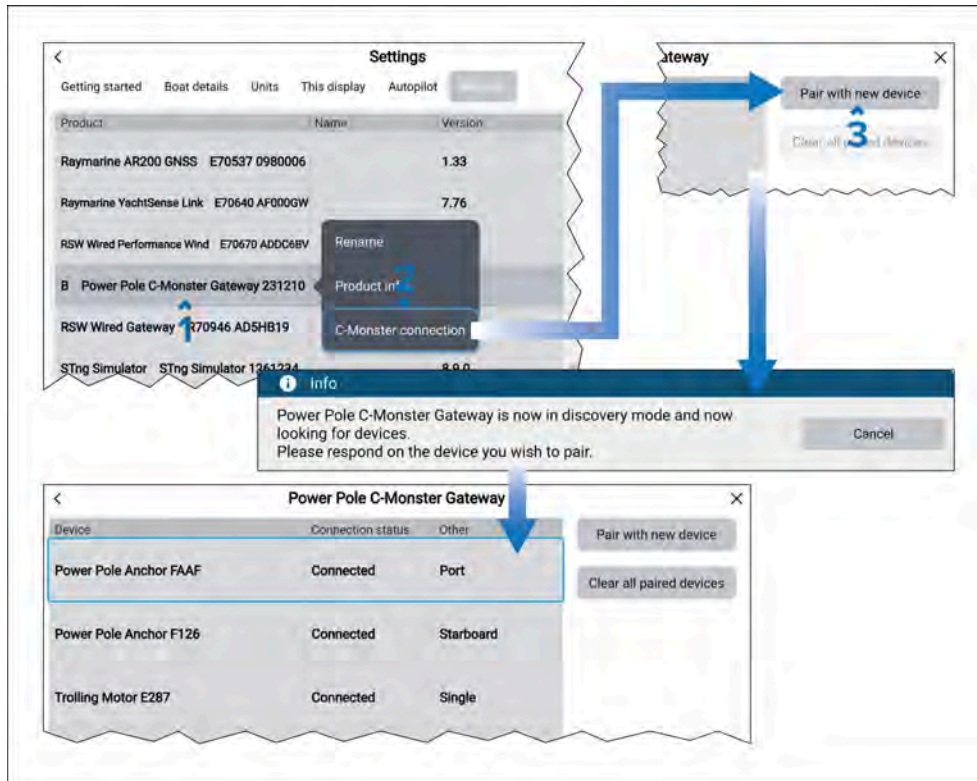 Settings
Getting started Boat details Units This display Autopilot
Product Name Version
Raymarine AR200 GNSS E70537 0980006 1.33
Raymarine YachtSense Link E70640 AF000GW 7.76
RSW Wired Performance Wind E70670 ADDC6BV
B Power Pole C-Monster Gateway 231210
RSW Wired Gateway R70946 AD5HB19
STng Simulator STng Simulator 1361234 8.9.0
1
Rename
Product info
2
C-Monster connection
ateway
Pair with new device
3
Clear all paired devices
Info
Power Pole C-Monster Gateway is now in discovery mode and now
looking for devices.
Please respond on the device you wish to pair.
Cancel
Power Pole C-Monster Gateway
Device Connection status Other
Power Pole Anchor FAAF Connected Port
Power Pole Anchor F126 Connected Starboard
Trolling Motor E287 Connected Single
Pair with new device
Clear all paired devices